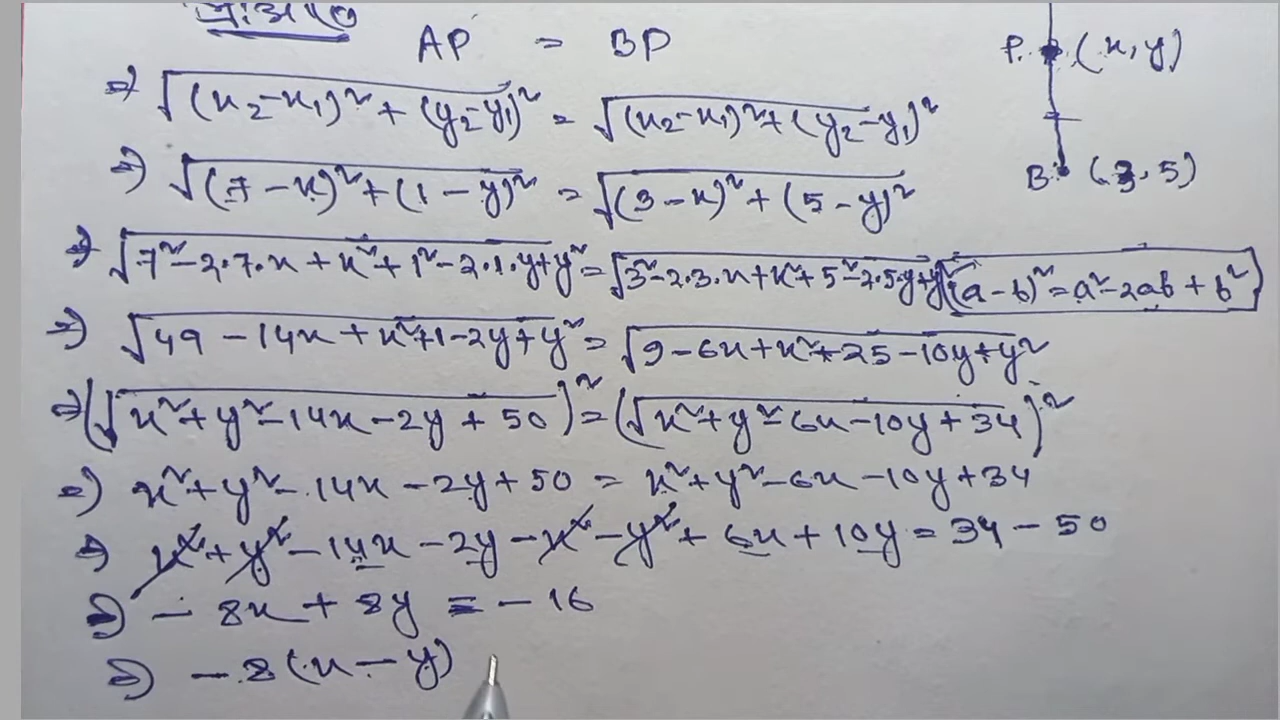 AP = BP
P. (x, y)
⇒ √(x₂-x₁)²+(y₂-y₁)² = √(x₂-x₁)²+(y₂-y₁)²
B. (3, 5)
⇒ √(7-x)²+(1-y)² = √(3-x)²+(5-y)²
⇒ √7²-2·7·x+x²+1²-2·1·y+y² = √3²-2·3·x+x²+5²-2·5·y+y² (a-b)²=a²-2ab+b²
⇒ √49-14x+x²+1-2y+y² = √9-6x+x²+25-10y+y²
⇒ (√x²+y²-14x-2y+50)² = (√x²+y²-6x-10y+34)²
⇒ x²+y²-14x-2y+50 = x²+y²-6x-10y+34
⇒ x²+y²-14x-2y-x²-y²+6x+10y = 34-50
⇒ -8x+8y = -16
⇒ -8(x-y)